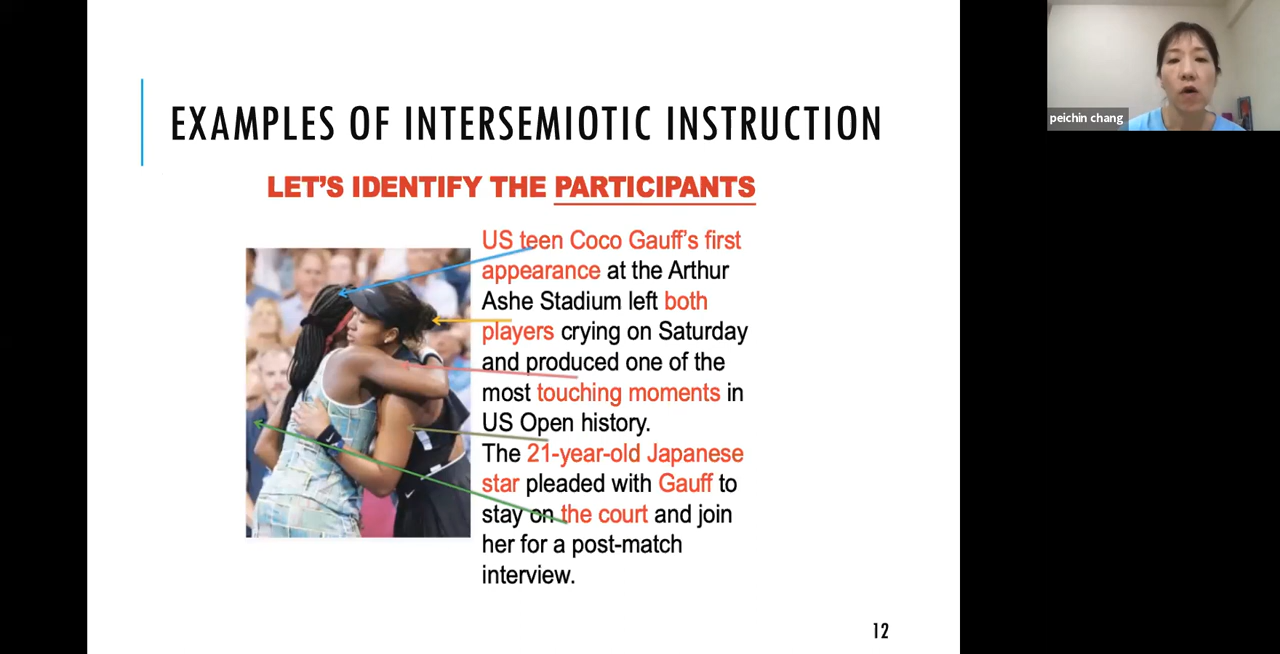 EXAMPLES OF INTERSEMIOTIC INSTRUCTION
LET'S IDENTIFY THE PARTICIPANTS
US teen Coco Gauff's first
appearance at the Arthur
Ashe Stadium left both
players crying on Saturday
and produced one of the
most touching moments in
US Open history.
The 21-year-old Japanese
star pleaded with Gauff to
stay on the court and join
her for a post-match
interview.
12
peichin chang